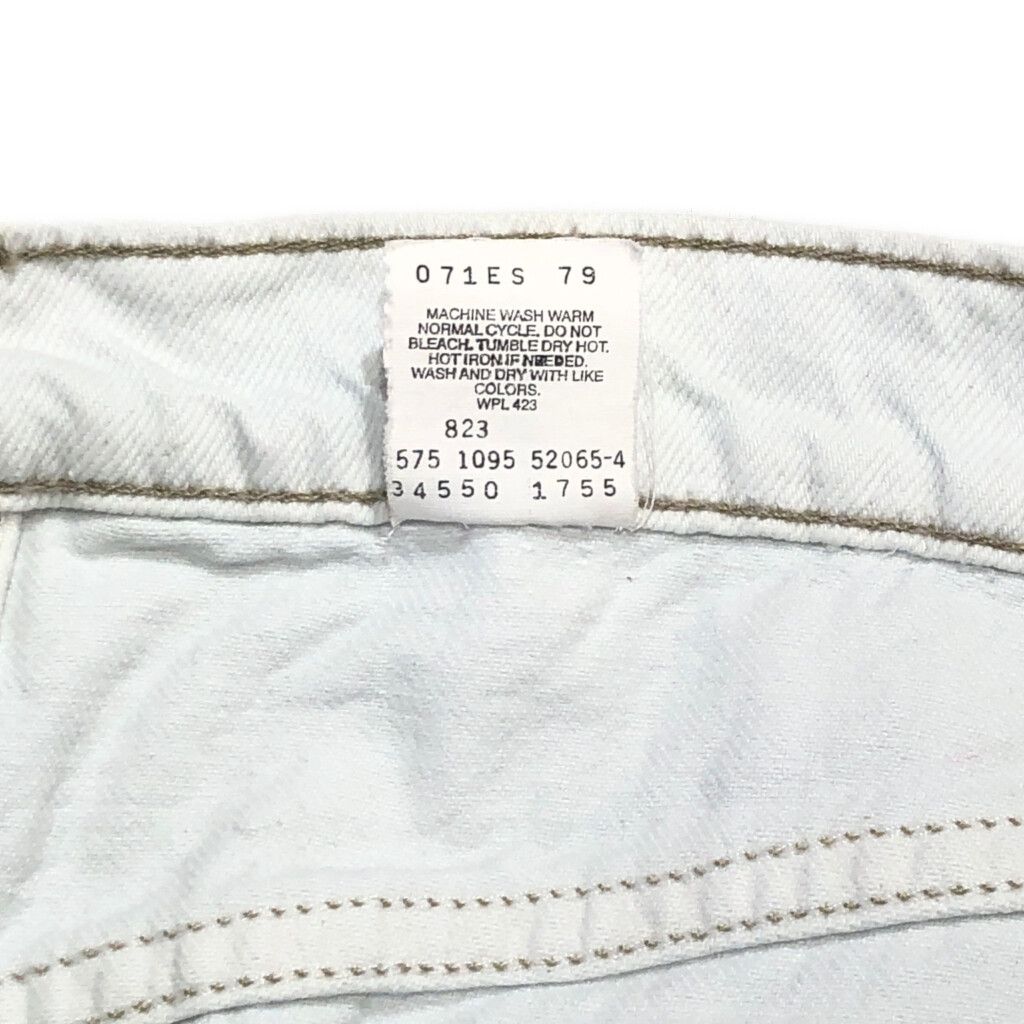 071ES 79
MACHINE WASH WARM
NORMAL CYCLE. DO NOT
BLEACH. TUMBLE DRY HOT.
HOT IRON IF NEEDED.
WASH AND DRY WITH LIKE
COLORS.
WPL 423
823
575 1095 52065-4
34550 1755